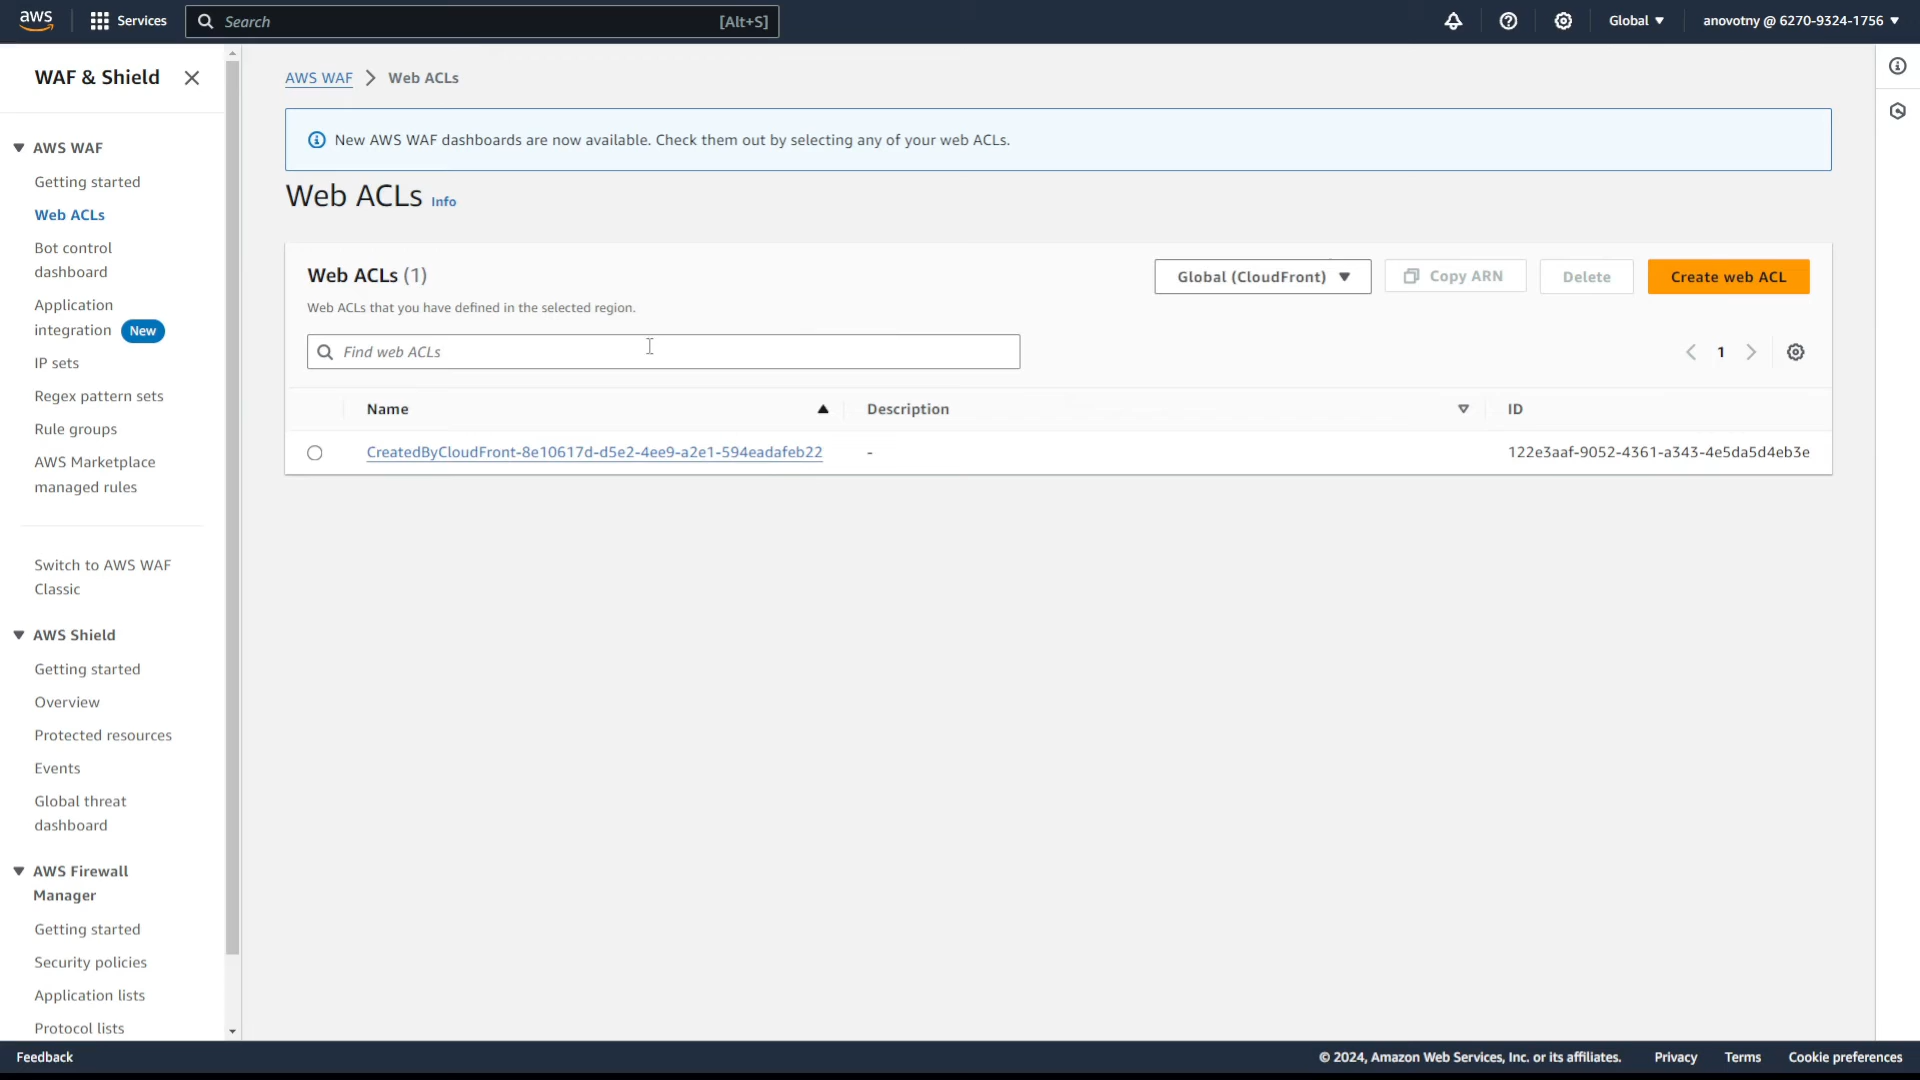 aws
Services
Search
[Alt+S]
Global
anovotny @ 6270-9324-1756
WAF & Shield
AWS WAF
Getting started
Web ACLs
Bot control
dashboard
Application
integration New
IP sets
Regex pattern sets
Rule groups
AWS Marketplace
managed rules
Switch to AWS WAF
Classic
AWS Shield
Getting started
Overview
Protected resources
Events
Global threat
dashboard
AWS Firewall
Manager
Getting started
Security policies
Application lists
Protocol lists
AWS WAF > Web ACLs
New AWS WAF dashboards are now available. Check them out by selecting any of your web ACLs.
Web ACLs Info
Web ACLs (1)
Global (CloudFront)
Copy ARN
Delete
Create web ACL
Web ACLs that you have defined in the selected region.
Find web ACLs
1
Name
Description
ID
CreatedByCloudFront-8e10617d-d5e2-4ee9-a2e1-594eadafeb22
-
122e3aaf-9052-4361-a343-4e5da5d4eb3e
Feedback
© 2024, Amazon Web Services, Inc. or its affiliates.
Privacy
Terms
Cookie preferences